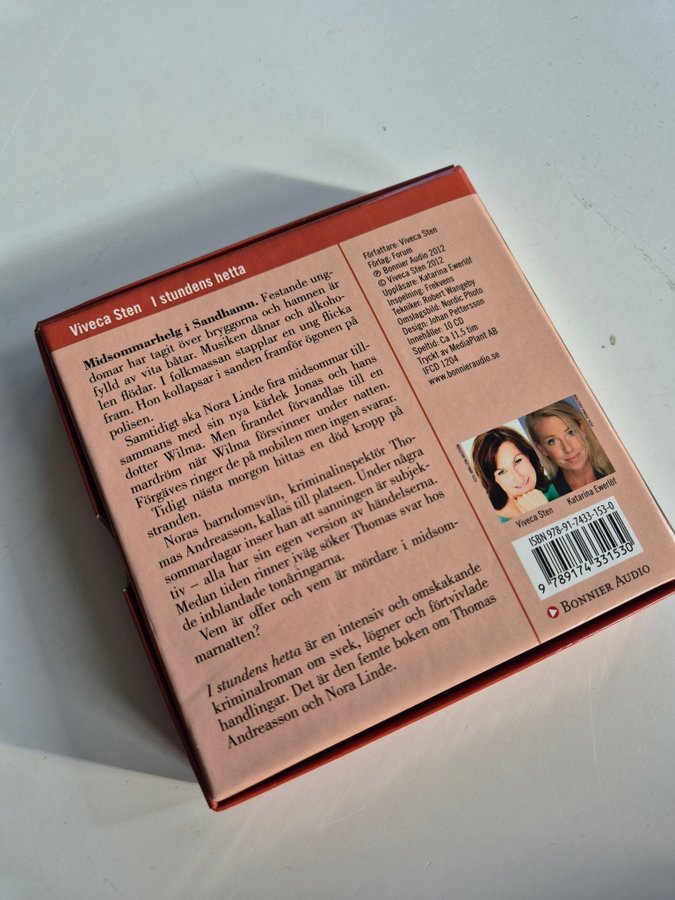 Viveca Sten I stundens hetta
Midsommarhelg i Sandhamn. Festande ung-
domar har tagit över bryggorna och hamnen är
fylld av vita båtar. Musiken dånar och alkoho-
len flödar. I folkmassan stapplar en ung flicka
fram. Hon kollapsar i sanden framför ögonen på
polisen.
Samtidigt ska Nora Linde fira midsommar till-
sammans med sin nya kärlek Jonas och hans
dotter Wilma. Men firandet förvandlas till en
mardröm när Wilma försvinner under natten.
Förgäves ringer de på mobilen men ingen svarar.
Tidigt nästa morgon hittas en död kropp på
stranden.
Noras barndomsvän, kriminalinspektör Tho-
mas Andreasson, kallas till platsen. Under några
sommardagar inser han att sanningen är subjek-
tiv – alla har sin egen version av händelserna.
Medan tiden rinner iväg söker Thomas svar hos
de inblandade tonåringarna.
Vem är offer och vem är mördare i midsom-
marnatten?
I stundens hetta är en intensiv och omskakande
kriminalroman om svek, lögner och förtvivlade
handlingar. Det är den femte boken om Thomas
Andreasson och Nora Linde.
Författare: Viveca Sten
Förlag: Forum
℗ Bonnier Audio 2012
© Viveca Sten 2012
Uppläsare: Katarina Ewerlöf
Inspelning: Frekvens
Tekniker: Robert Wangeby
Omslagsbild: Nordic Photo
Design: Johan Petterson
Innehåller: 10 CD
Speltid: Ca 11,5 tim
Tryckt av MediaPlant AB
IFCD 1204
www.bonnieraudio.se
Viveca Sten
Katarina Ewerlöf
ISBN 978-91-7433-153-0
9 789174 331530
BONNIER AUDIO